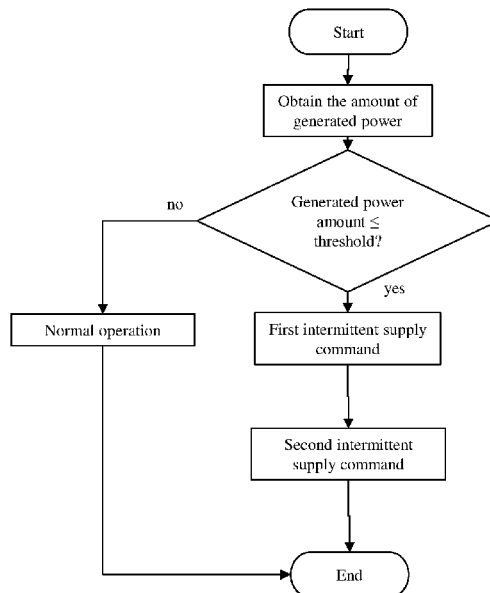 Start
Obtain the amount of
generated power
Generated power
amount ≤
threshold?
no
yes
Normal operation
First intermittent supply
command
Second intermittent
supply command
End